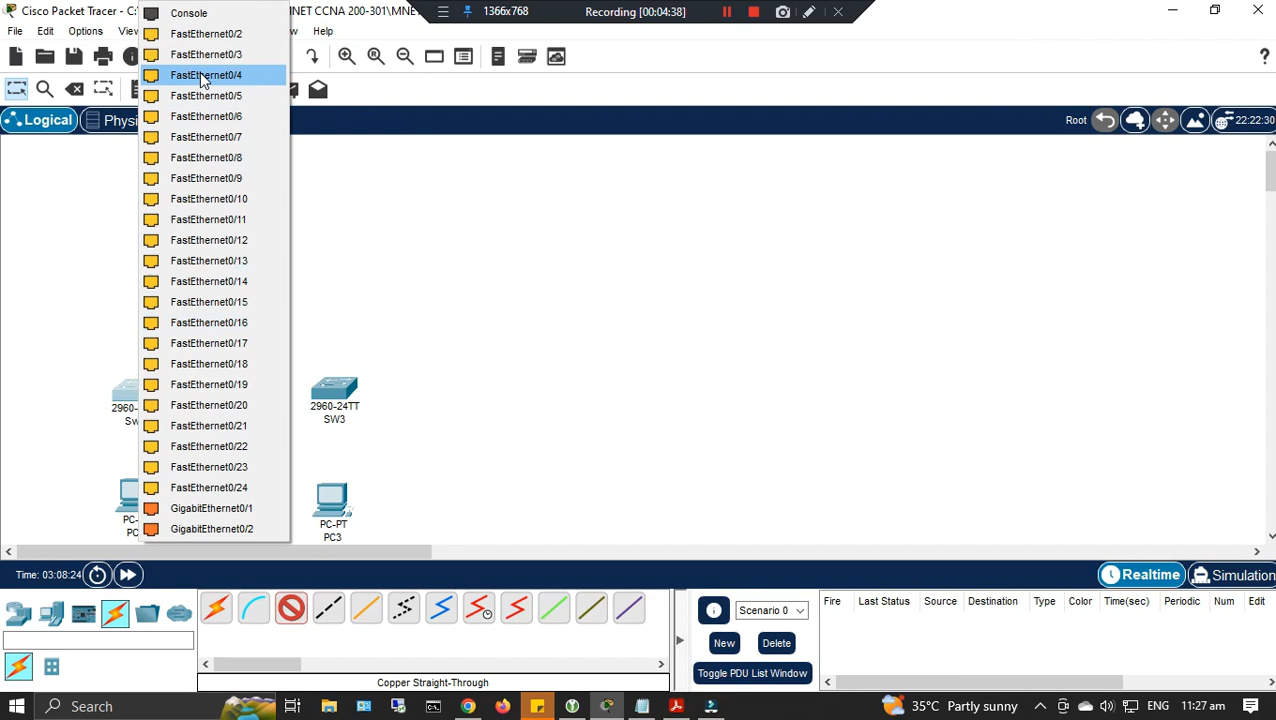 Cisco Packet Tracer - C:\
NET CCNA 200-301\MNE
1366x768
Recording [00:04:38]
File
Edit
Options
Vie
w
Help
Logical
Physi
Root
22:22:30
Console
FastEthernet0/2
FastEthernet0/3
FastEthernet0/4
FastEthernet0/5
FastEthernet0/6
FastEthernet0/7
FastEthernet0/8
FastEthernet0/9
FastEthernet0/10
FastEthernet0/11
FastEthernet0/12
FastEthernet0/13
FastEthernet0/14
FastEthernet0/15
FastEthernet0/16
FastEthernet0/17
FastEthernet0/18
FastEthernet0/19
FastEthernet0/20
FastEthernet0/21
FastEthernet0/22
FastEthernet0/23
FastEthernet0/24
GigabitEthernet0/1
GigabitEthernet0/2
2960-
2960-24TT
SW3
PC-
PC-PT
PC3
Time: 03:08:24
Realtime
Simulation
Scenario 0
New
Delete
Toggle PDU List Window
Fire
Last Status
Source
Destination
Type
Color
Time(sec)
Periodic
Num
Edit
Copper Straight-Through
Search
35°C Partly sunny
ENG
11:27 am